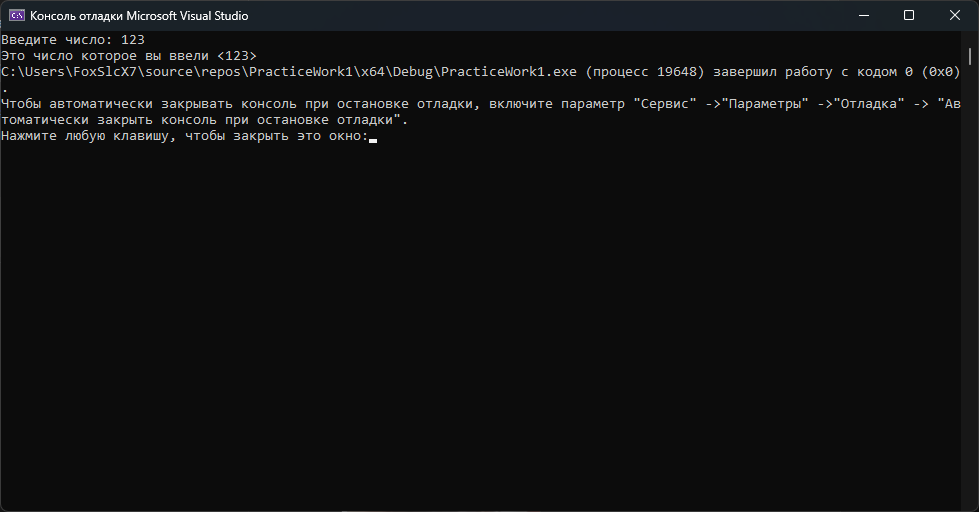 Консоль отладки Microsoft Visual Studio
Введите число: 123
Это число которое вы ввели <123>
C:\Users\FoxSlcX7\source\repos\PracticeWork1\x64\Debug\PracticeWork1.exe (процесс 19648) завершил работу с кодом 0 (0x0)
.
Чтобы автоматически закрывать консоль при остановке отладки, включите параметр "Сервис" ->"Параметры" ->"Отладка" -> "Ав
томатически закрыть консоль при остановке отладки".
Нажмите любую клавишу, чтобы закрыть это окно: